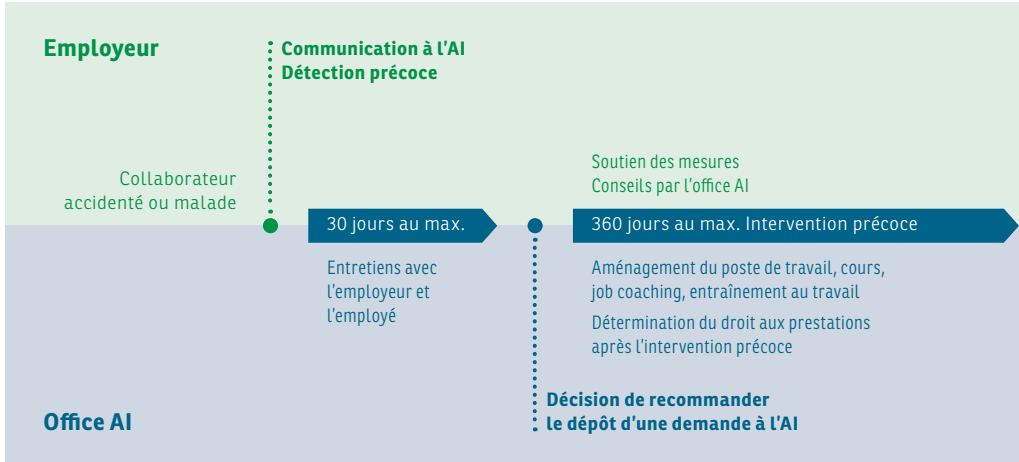 Employeur
Communication à l'AI
Détection précoce
Collaborateur
accidenté ou malade
Soutien des mesures
Conseils par l'office AI
30 jours au max.
360 jours au max. Intervention précoce
Entretiens avec
l'employeur et
l'employé
Aménagement du poste de travail, cours,
job coaching, entraînement au travail
Détermination du droit aux prestations
après l'intervention précoce
Décision de recommander
le dépôt d'une demande à l'AI
Office AI